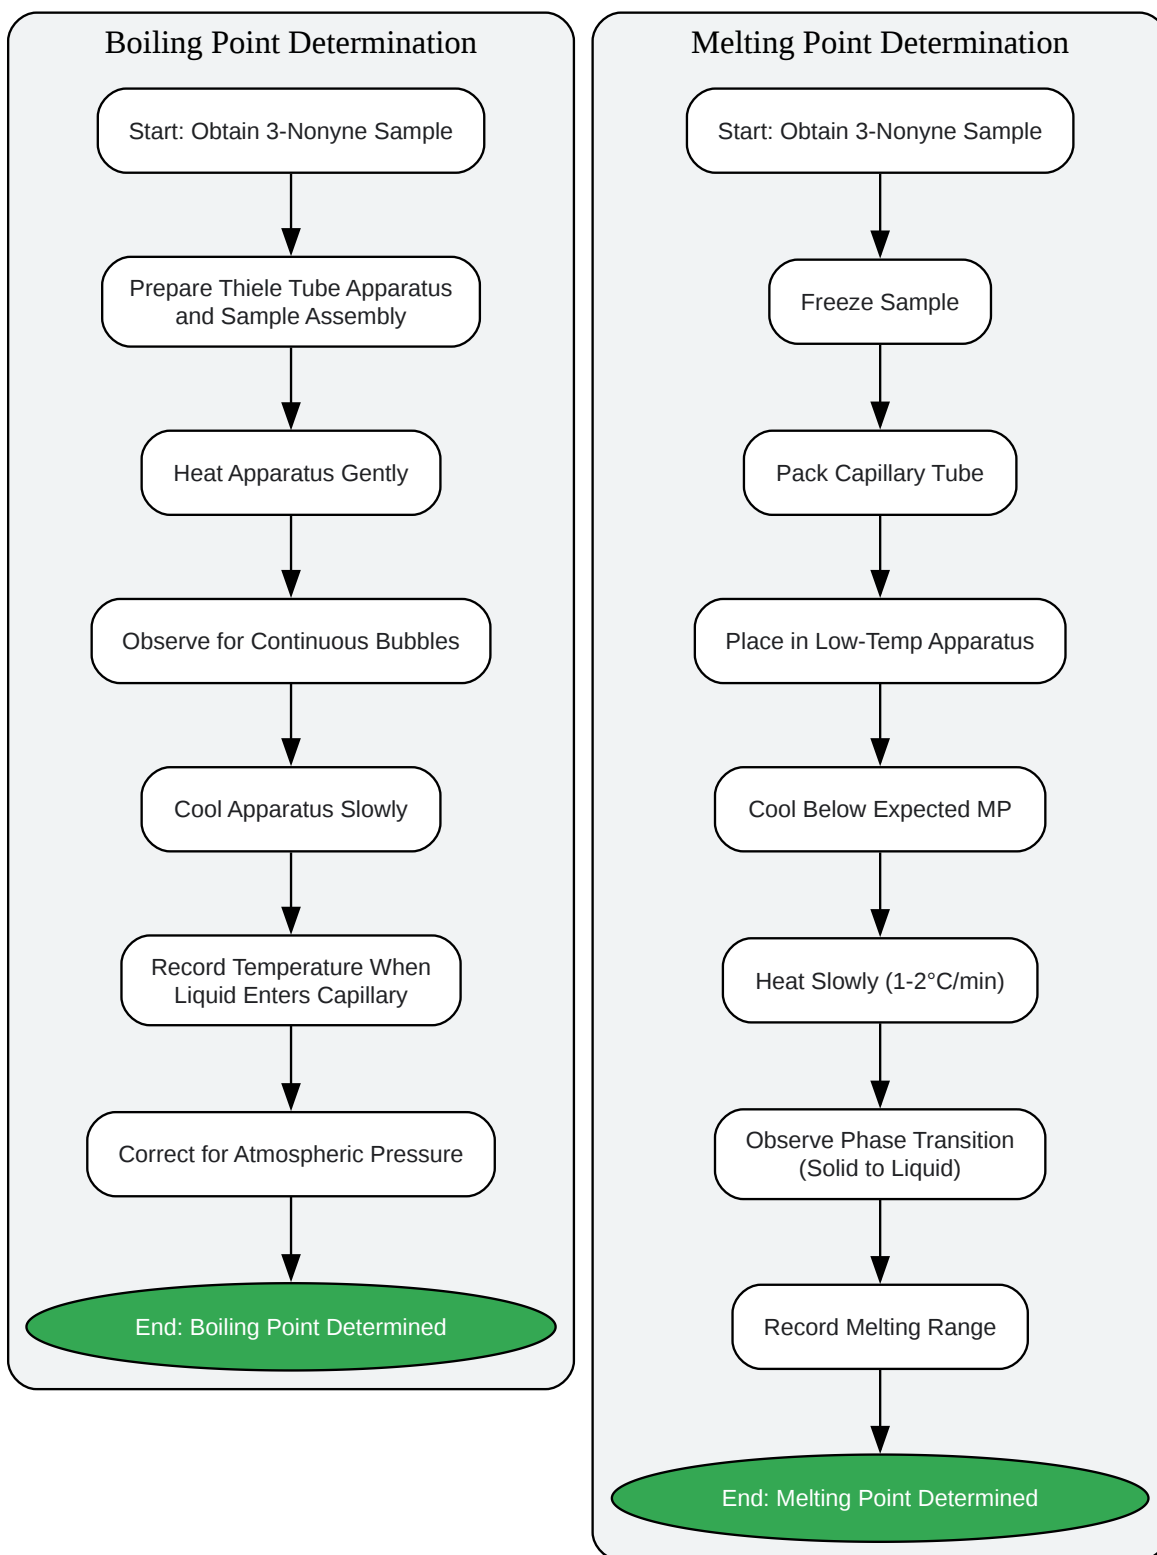 Boiling Point Determination
Start: Obtain 3-Nonyne Sample
Prepare Thiele Tube Apparatus
and Sample Assembly
Heat Apparatus Gently
Observe for Continuous Bubbles
Cool Apparatus Slowly
Record Temperature When
Liquid Enters Capillary
Correct for Atmospheric Pressure
End: Boiling Point Determined
Melting Point Determination
Start: Obtain 3-Nonyne Sample
Freeze Sample
Pack Capillary Tube
Place in Low-Temp Apparatus
Cool Below Expected MP
Heat Slowly (1-2°C/min)
Observe Phase Transition
(Solid to Liquid)
Record Melting Range
End: Melting Point Determined